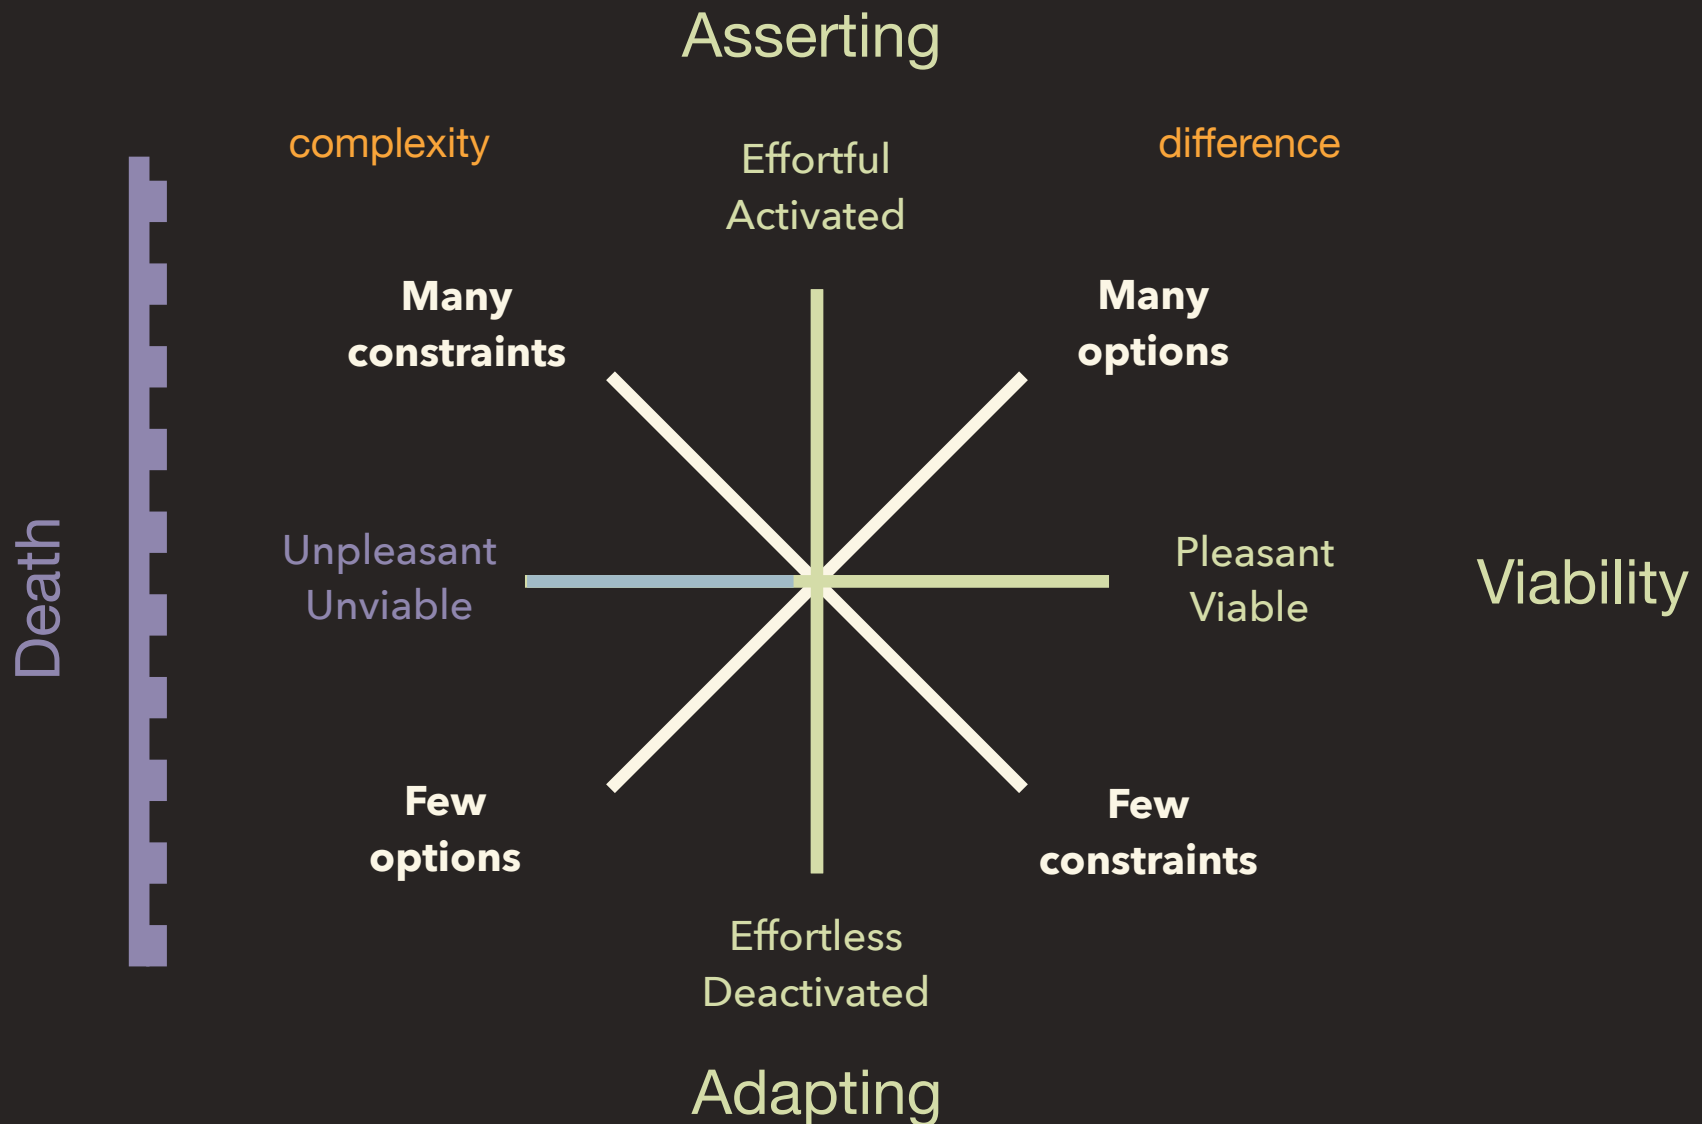 Asserting
complexity
difference
Effortful
Activated
Many
constraints
Many
options
Death
Unpleasant
Unviable
Pleasant
Viable
Viability
Few
options
Few
constraints
Effortless
Deactivated
Adapting